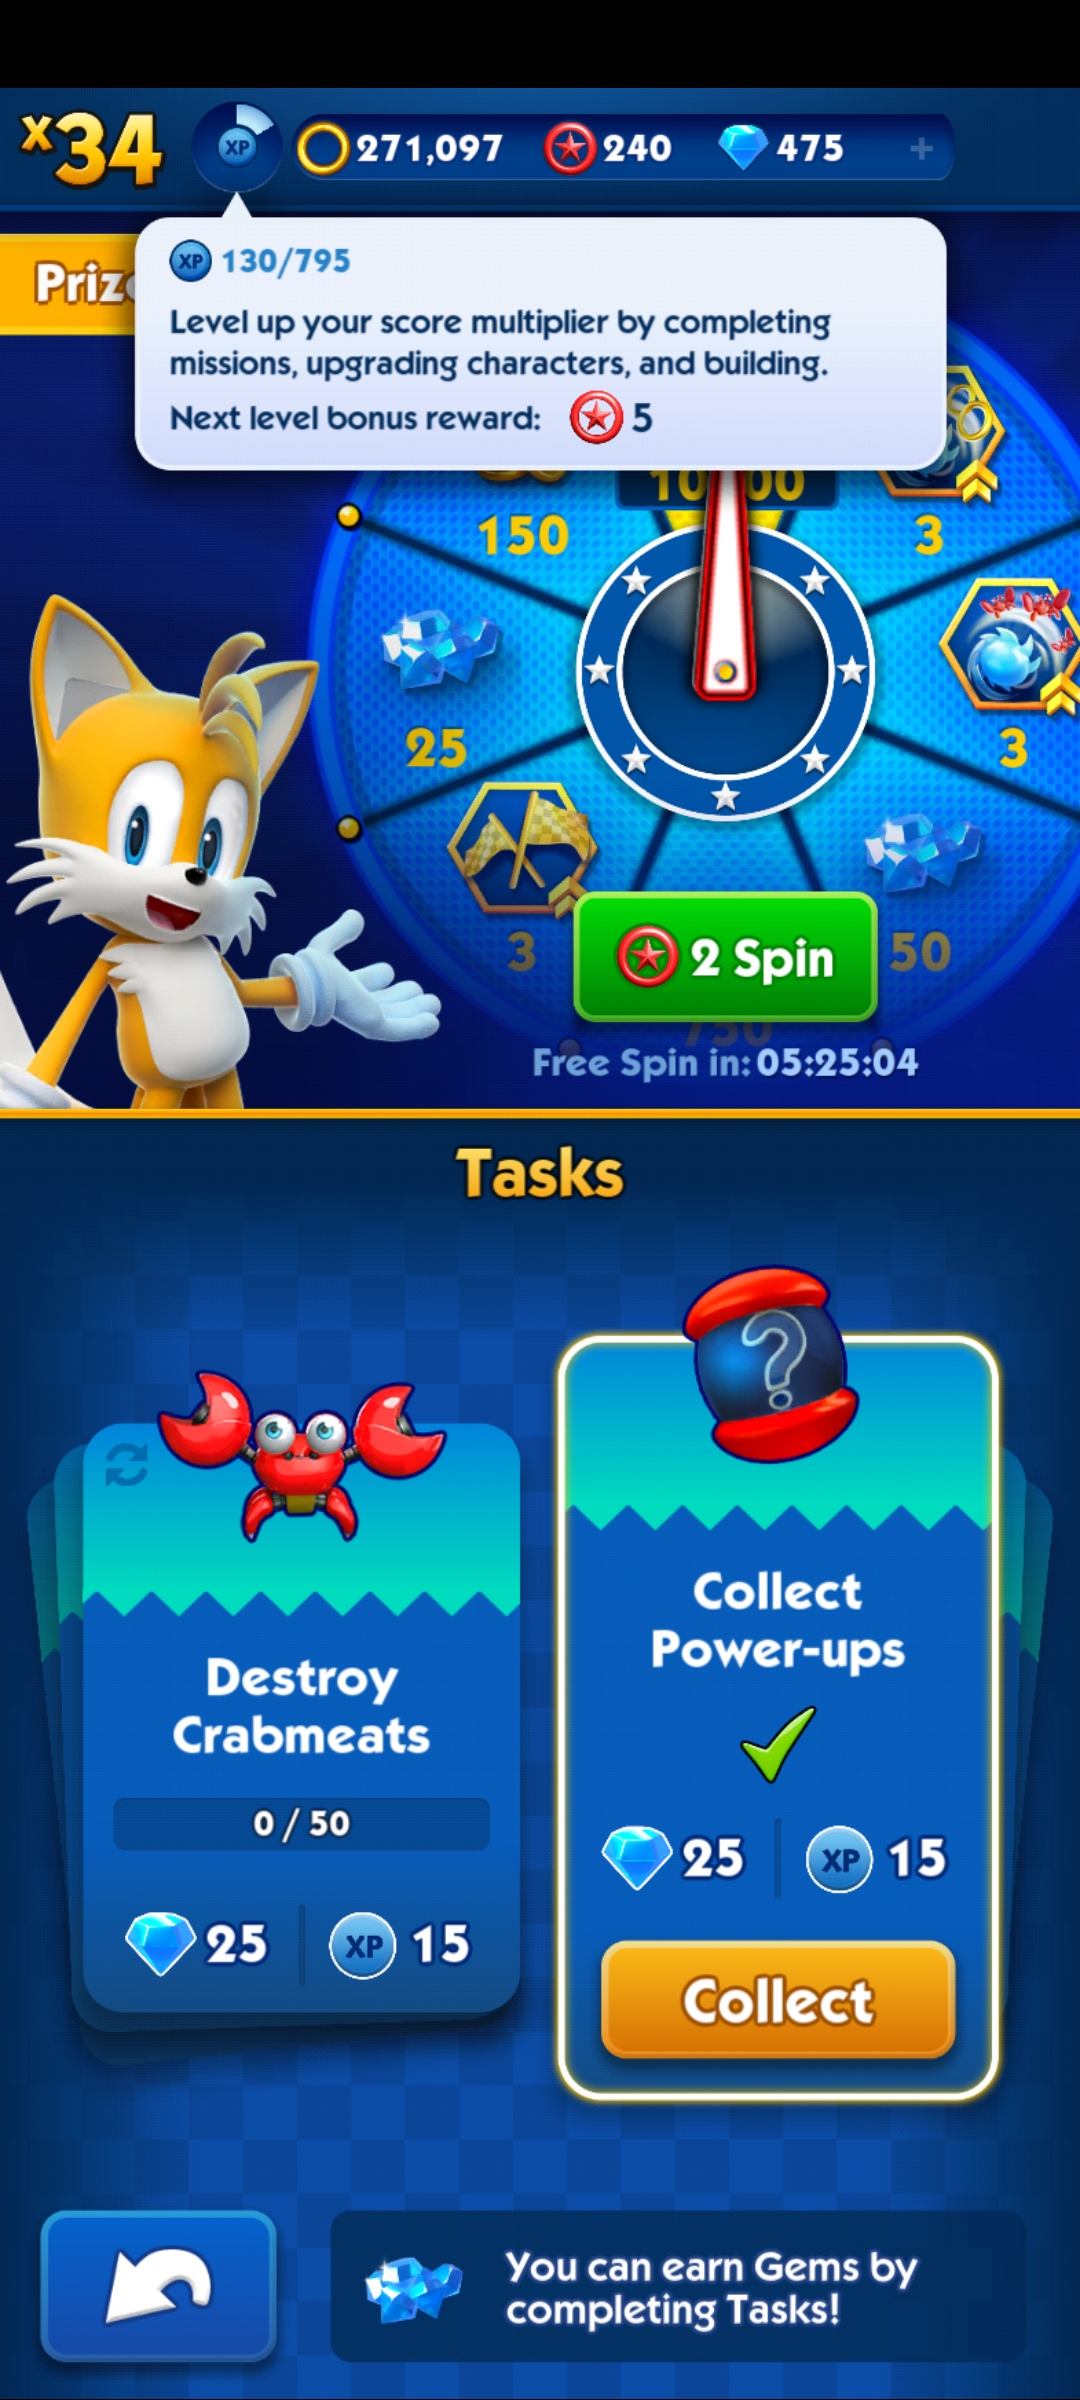 x34
XP
271,097
240
475
+
XP 130/795
Level up your score multiplier by completing
missions, upgrading characters, and building.
Next level bonus reward: 5
150
3
25
3
3
2 Spin
50
750
Free Spin in: 05:25:04
Tasks
?
Collect
Power-ups
Destroy
Crabmeats
0 / 50
25
XP 15
25
XP 15
Collect
You can earn Gems by
completing Tasks!